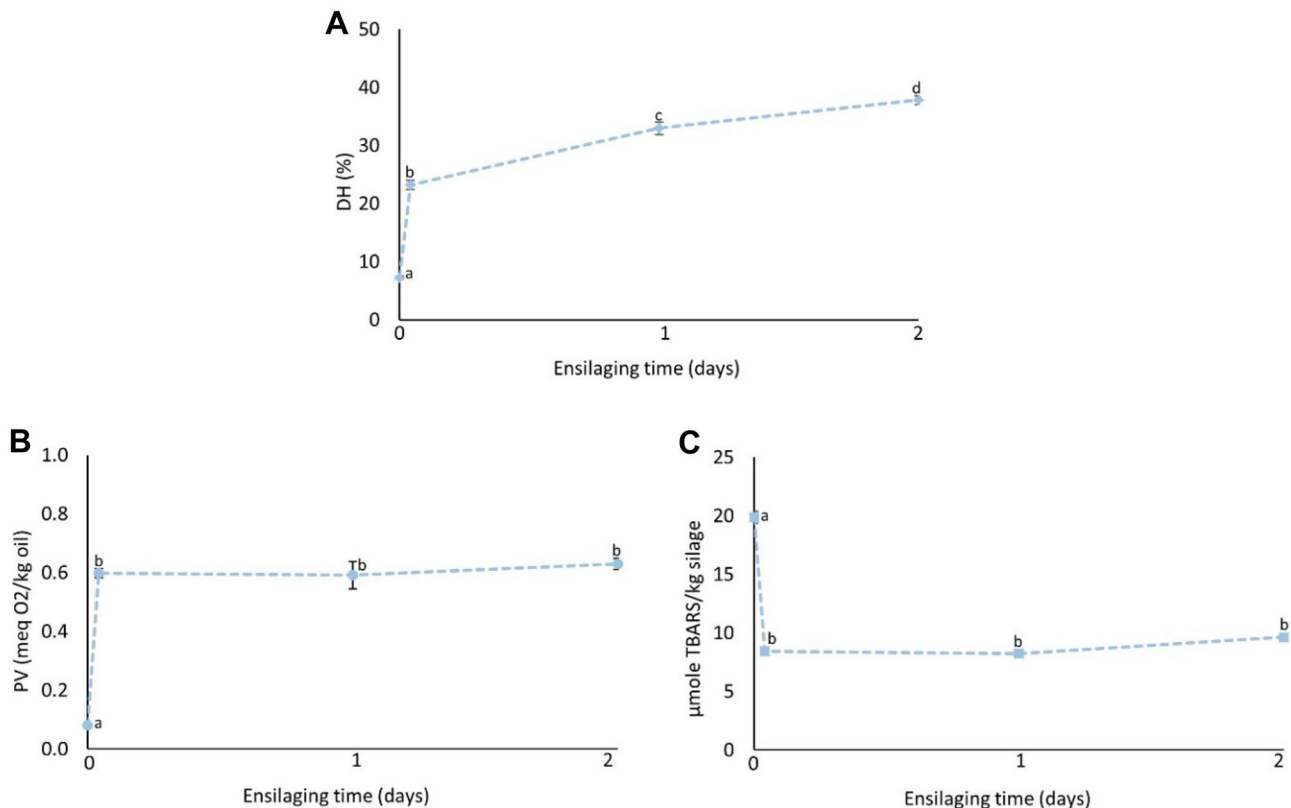 A
50
40
30
20
10
0
DH (%)
a
b
c
d
0 1 2
Ensilaging time (days)
B
1.0
0.8
0.6
0.4
0.2
0.0
PV (meq O2/kg oil)
a
b
b
b
0 1 2
Ensilaging time (days)
C
25
20
15
10
5
0
µmole TBARS/kg silage
a
b
b
b
0 1 2
Ensilaging time (days)